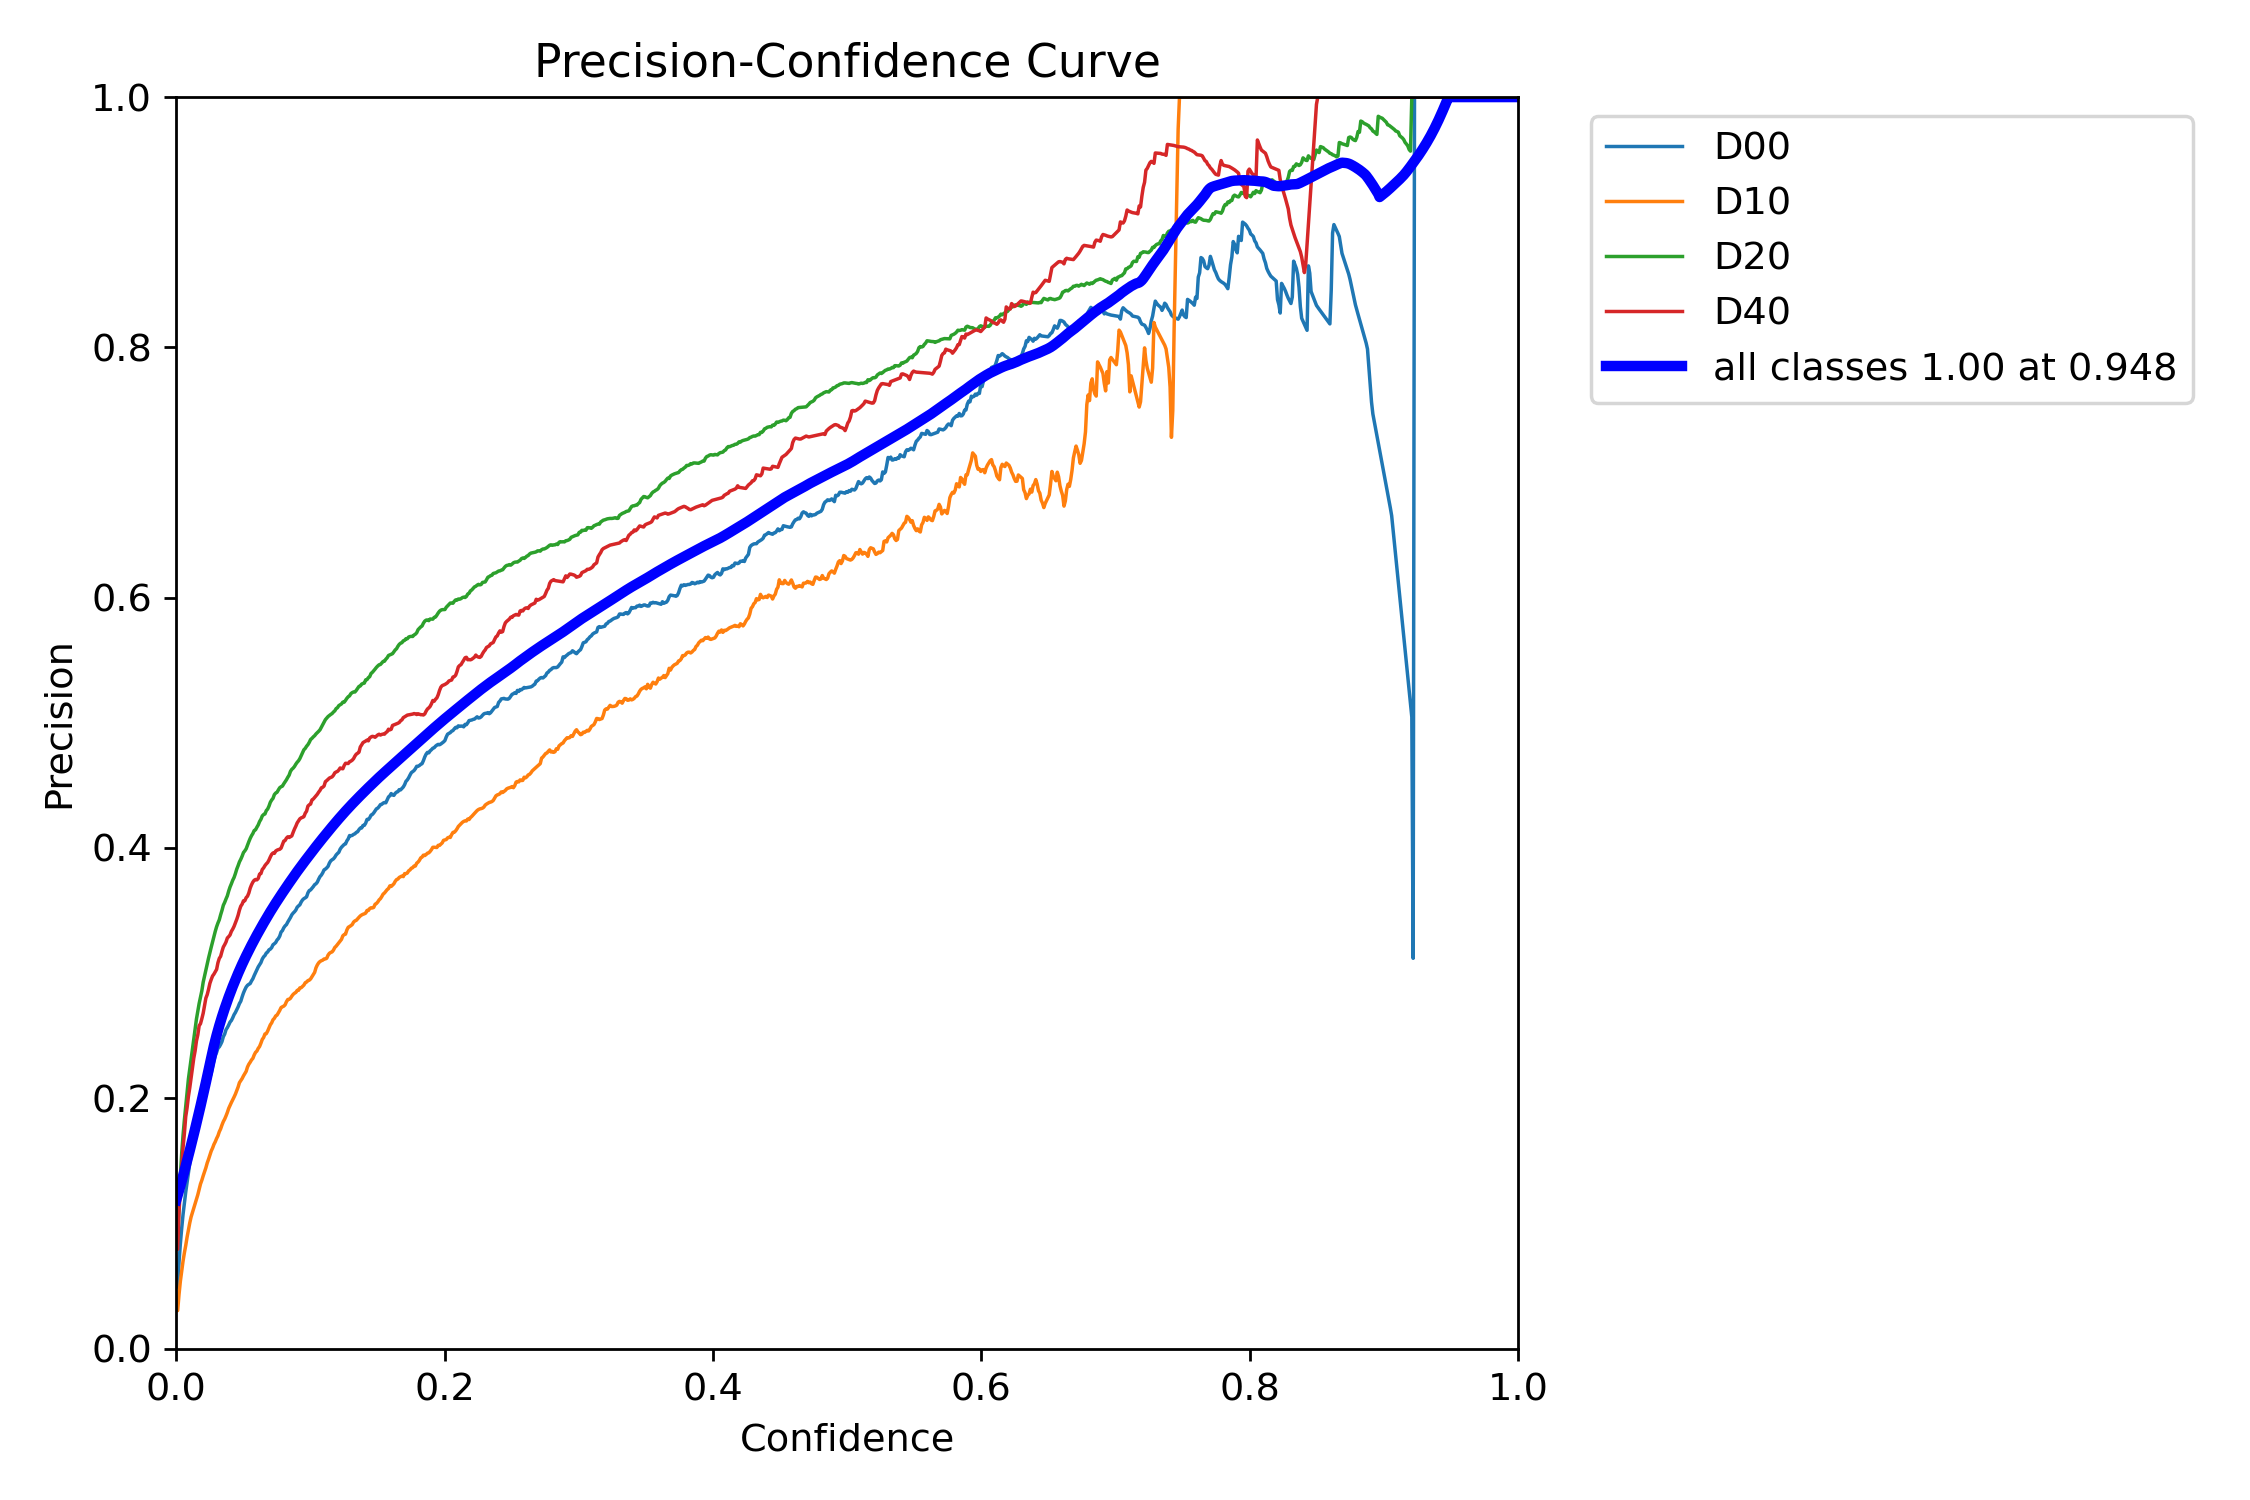 Precision-Confidence Curve
1.0
0.8
0.6
0.4
0.2
0.0
Precision
0.0 0.2 0.4 0.6 0.8 1.0
Confidence
D00
D10
D20
D40
all classes 1.00 at 0.948